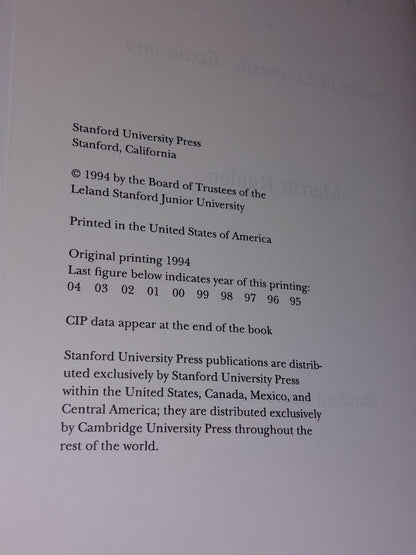 Stanford University Press
Stanford, California
© 1994 by the Board of Trustees of the
Leland Stanford Junior University
Printed in the United States of America
Original printing 1994
Last figure below indicates year of this printing:
04 03 02 01 00 99 98 97 96 95
CIP data appear at the end of the book
Stanford University Press publications are distrib-
uted exclusively by Stanford University Press
within the United States, Canada, Mexico, and
Central America; they are distributed exclusively
by Cambridge University Press throughout the
rest of the world.